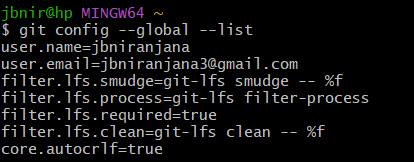 jbnir@hp MINGW64 ~
$ git config --global --list
user.name=jbniranjana
user.email=jbniranjana3@gmail.com
filter.lfs.smudge=git-lfs smudge -- %f
filter.lfs.process=git-lfs filter-process
filter.lfs.required=true
filter.lfs.clean=git-lfs clean -- %f
core.autocrlf=true